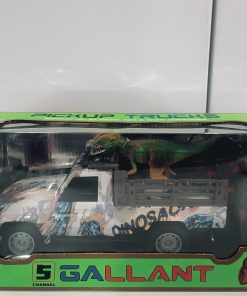 PICKUP TRUCKS
DINOSAUR
5
CHANNEL
GALLANT